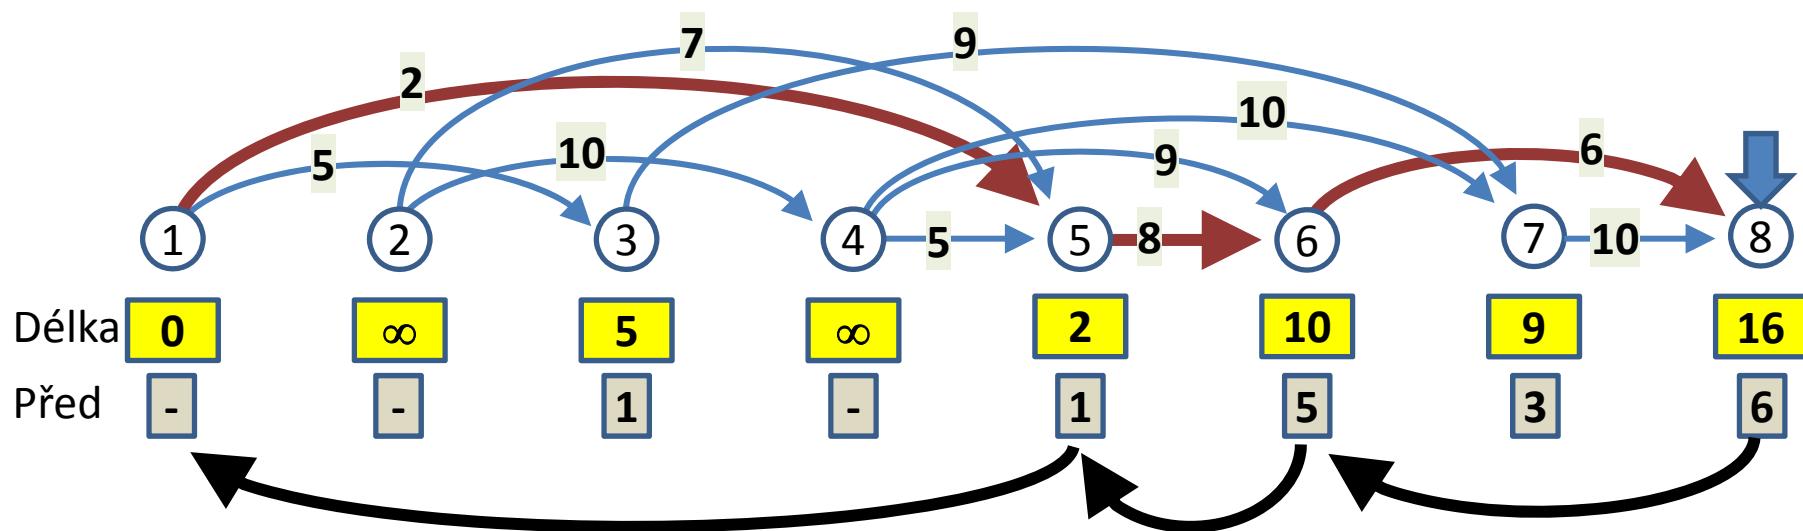 7 9
2
10
5 10 9 6
1 2 3 4 5 6 7 8
5 8 10
Délka 0 ∞ 5 ∞ 2 10 9 16
Před - - 1 - 1 5 3 6